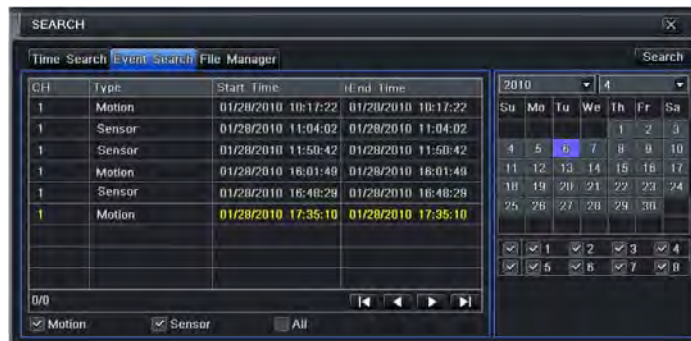 SEARCH
Time Search Event Search File Manager Search
CH Type Start Time End Time
1 Motion 01/28/2010 10:17:22 01/28/2010 10:17:22
1 Sensor 01/28/2010 11:04:02 01/28/2010 11:04:02
1 Sensor 01/28/2010 11:50:42 01/28/2010 11:50:42
1 Motion 01/28/2010 16:01:49 01/28/2010 16:01:49
1 Sensor 01/28/2010 16:48:29 01/28/2010 16:48:29
1 Motion 01/28/2010 17:35:10 01/28/2010 17:35:10
0/0
Motion Sensor All
2010 4
Su Mo Tu We Th Fr Sa
1 2 3
4 5 6 7 8 9 10
11 12 13 14 15 16 17
18 19 20 21 22 23 24
25 26 27 28 29 30
1 2 3 4
5 6 7 8